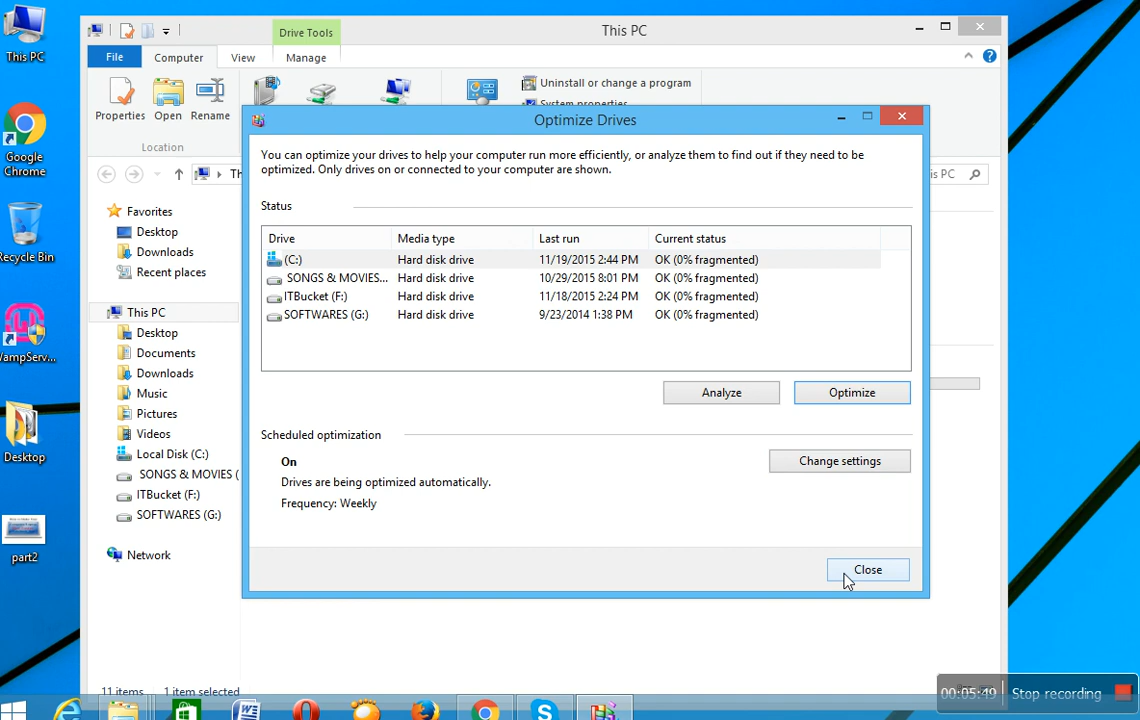 This PC
Google
Chrome
Recycle Bin
WampServ...
Desktop
part2
Drive Tools
This PC
File
Computer
View
Manage
Properties
Open
Rename
Uninstall or change a program
System properties
Location
is PC
Favorites
Desktop
Downloads
Recent places
This PC
Desktop
Documents
Downloads
Music
Pictures
Videos
Local Disk (C:)
SONGS & MOVIES (
ITBucket (F:)
SOFTWARES (G:)
Network
11 items 1 item selected
Optimize Drives
You can optimize your drives to help your computer run more efficiently, or analyze them to find out if they need to be
optimized. Only drives on or connected to your computer are shown.
Status
Drive Media type Last run Current status
(C:) Hard disk drive 11/19/2015 2:44 PM OK (0% fragmented)
SONGS & MOVIES... Hard disk drive 10/29/2015 8:01 PM OK (0% fragmented)
ITBucket (F:) Hard disk drive 11/18/2015 2:24 PM OK (0% fragmented)
SOFTWARES (G:) Hard disk drive 9/23/2014 1:38 PM OK (0% fragmented)
Analyze Optimize
Scheduled optimization
On
Change settings
Drives are being optimized automatically.
Frequency: Weekly
Close
00:05:49 Stop recording